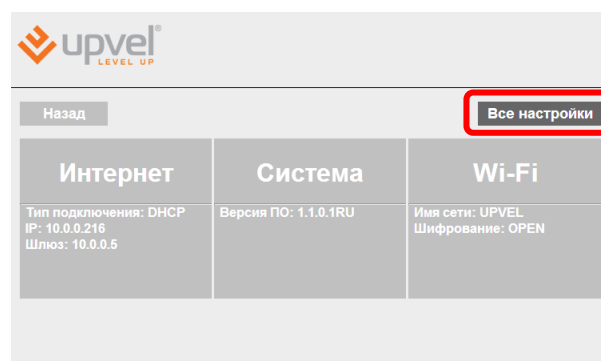 upvel®
LEVEL UP
Назад
Все настройки
Интернет
Система
Wi-Fi
Тип подключения: DHCP
IP: 10.0.0.216
Шлюз: 10.0.0.5
Версия ПО: 1.1.0.1RU
Имя сети: UPVEL
Шифрование: OPEN